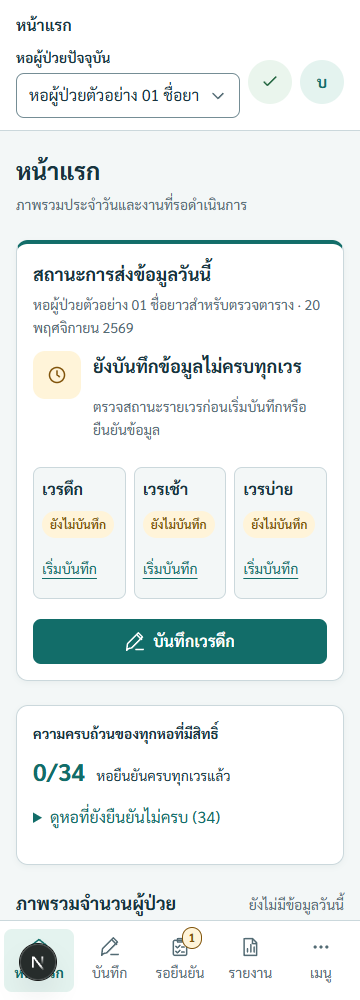 หน้าแรก
หอผู้ป่วยปัจจุบัน
หอผู้ป่วยตัวอย่าง 01 ชื่อยา
บ
หน้าแรก
ภาพรวมประจำวันและงานที่รอดำเนินการ
สถานะการส่งข้อมูลวันนี้
หอผู้ป่วยตัวอย่าง 01 ชื่อยาวสำหรับตรวจตาราง · 20
พฤศจิกายน 2569
ยังบันทึกข้อมูลไม่ครบทุกเวร
ตรวจสถานะรายเวรก่อนเริ่มบันทึกหรือ
ยืนยันข้อมูล
เวรดึก เวรเช้า เวรบ่าย
ยังไม่บันทึก ยังไม่บันทึก ยังไม่บันทึก
เริ่มบันทึก เริ่มบันทึก เริ่มบันทึก
บันทึกเวรดึก
ความครบถ้วนของทุกหอที่มีสิทธิ์
0/34 หอยืนยันครบทุกเวรแล้ว
ดูหอที่ยังยืนยันไม่ครบ (34)
ภาพรวมจำนวนผู้ป่วย ยังไม่มีข้อมูลวันนี้
1
N
บันทึก รอยืนยัน รายงาน เมนู